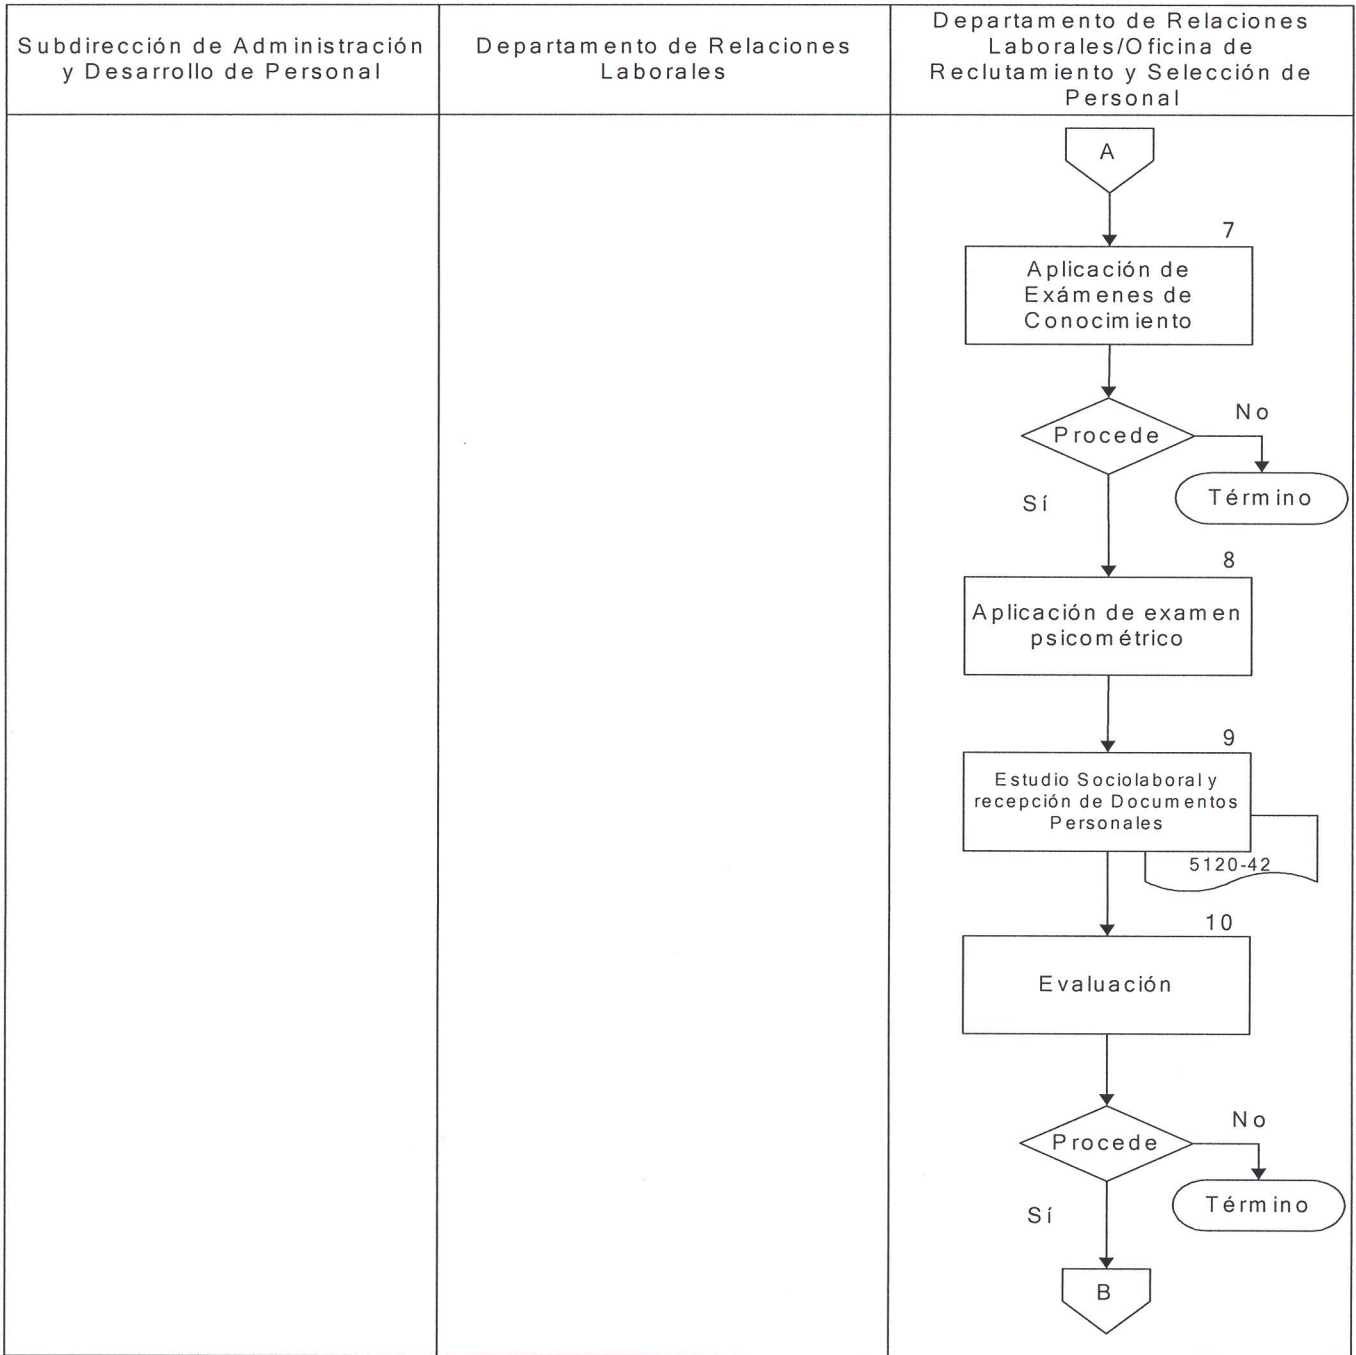 Subdirección de Administración
y Desarrollo de Personal
Departamento de Relaciones
Laborales
Departamento de Relaciones
Laborales/Oficina de
Reclutamiento y Selección de
Personal
A
7
Aplicación de
Exámenes de
Conocimiento
Procede
No
Sí
Término
8
Aplicación de examen
psicométrico
9
Estudio Sociolaboral y
recepción de Documentos
Personales
5120-42
10
Evaluación
Procede
No
Sí
Término
B